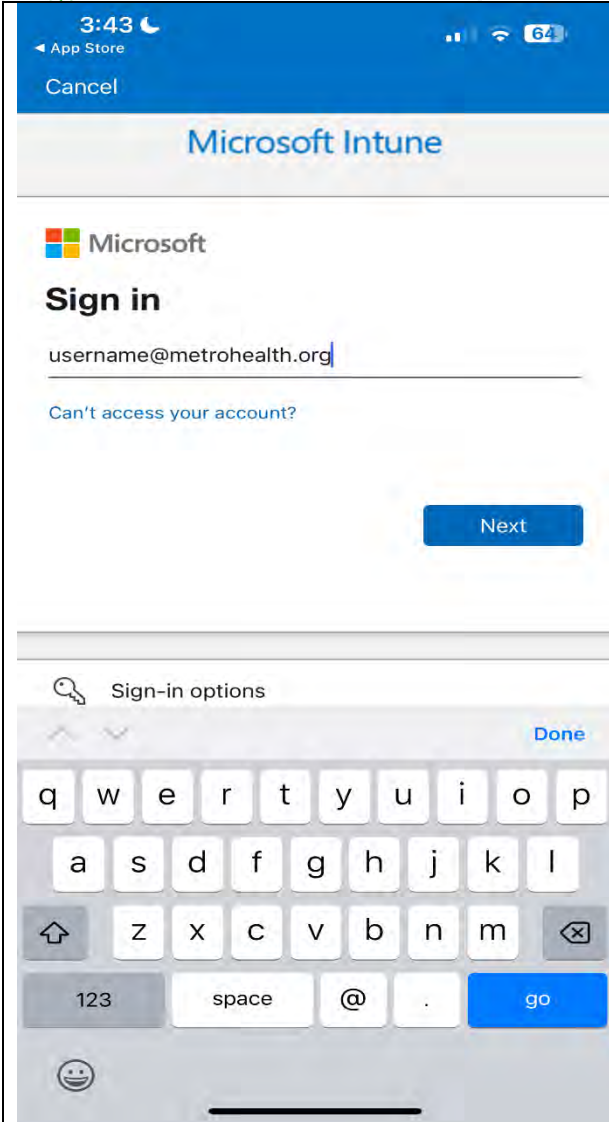 3:43
64
◀ App Store
Cancel
Microsoft Intune
Microsoft
Sign in
username@metrohealth.org
Can't access your account?
Next
Sign-in options
Done
q w e r t y u i o p
a s d f g h j k l
z x c v b n m
123 space @ . go